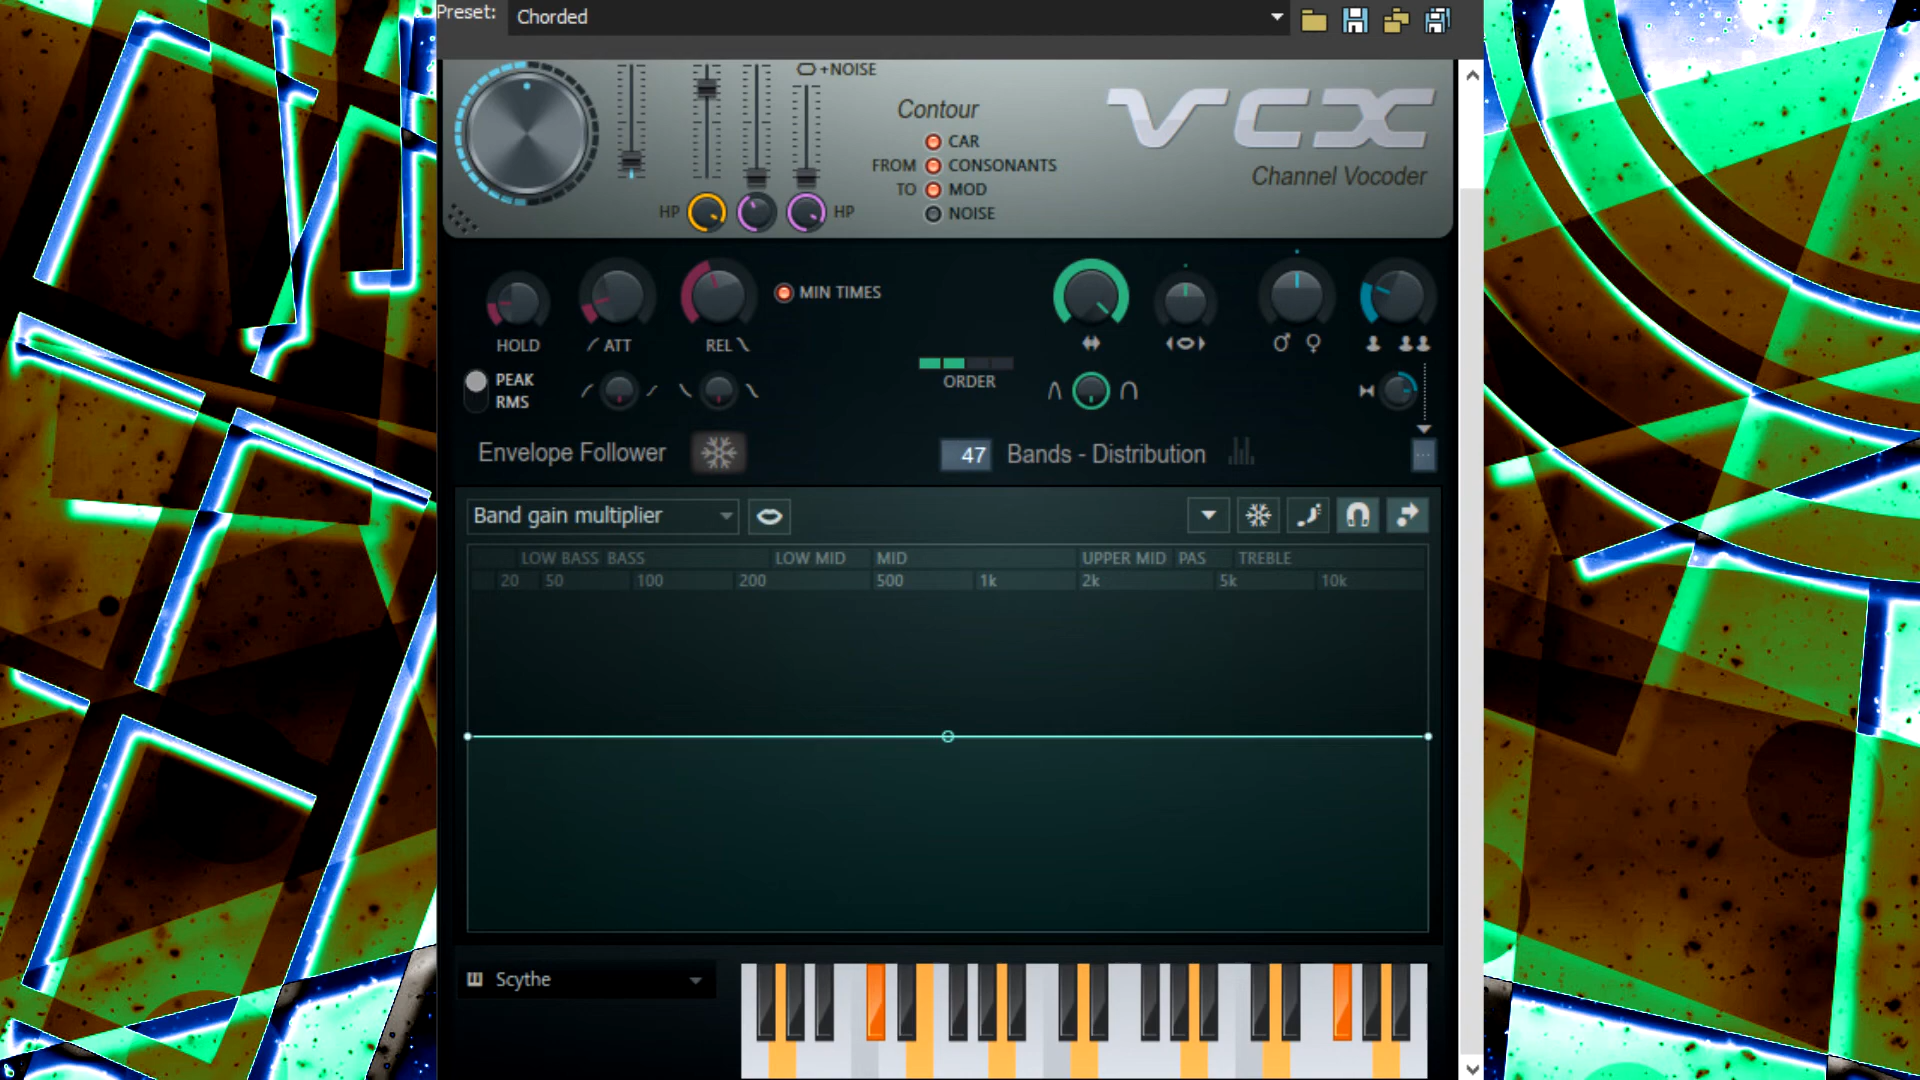 Preset: Chorded
+NOISE
Contour
CAR
FROM CONSONANTS
TO MOD
NOISE
HP HP
VCX
Channel Vocoder
MIN TIMES
HOLD ATT REL
PEAK
RMS
ORDER
Envelope Follower
47 Bands - Distribution
Band gain multiplier
LOW BASS BASS LOW MID MID UPPER MID PAS TREBLE
20 50 100 200 500 1k 2k 5k 10k
Scythe